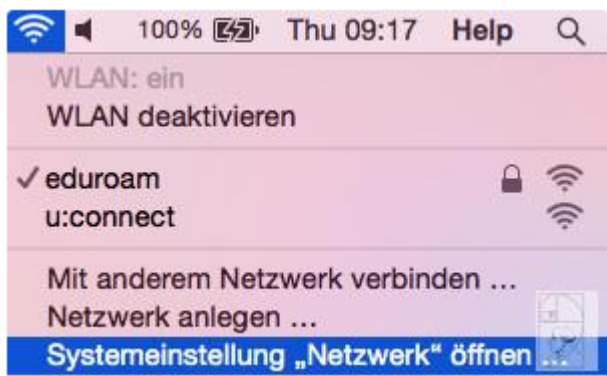 100% Thu 09:17 Help
WLAN: ein
WLAN deaktivieren
eduroam
u:connect
Mit anderem Netzwerk verbinden ...
Netzwerk anlegen ...
Systemeinstellung „Netzwerk“ öffnen ...